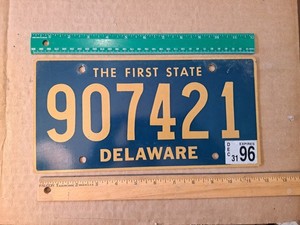 THE FIRST STATE
907421
DELAWARE
DEC 31 EXPIRES 96